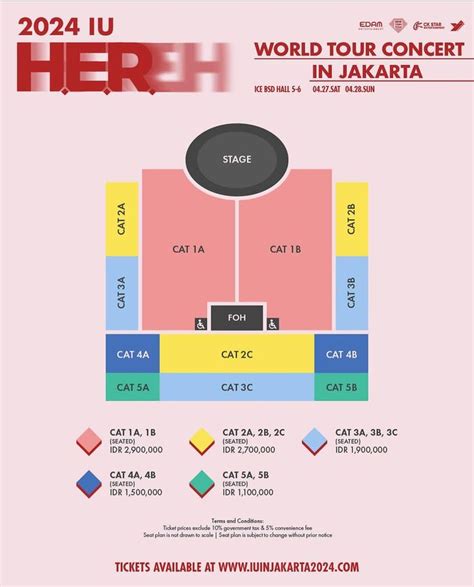 2024 IU
H.E.R.EH
EDAM
ENTERTAINMENT
CK STAR
ENTERTAINMENT
WORLD TOUR CONCERT
IN JAKARTA
ICE BSD HALL 5-6 04.27.SAT 04.28.SUN
STAGE
CAT 2A
CAT 2B
CAT 1A
CAT 1B
CAT 3A
CAT 3B
FOH
CAT 4A
CAT 2C
CAT 4B
CAT 5A
CAT 3C
CAT 5B
CAT 1A, 1B
(SEATED)
IDR 2,900,000
CAT 2A, 2B, 2C
(SEATED)
IDR 2,700,000
CAT 3A, 3B, 3C
(SEATED)
IDR 1,900,000
CAT 4A, 4B
(SEATED)
IDR 1,500,000
CAT 5A, 5B
(SEATED)
IDR 1,100,000
Terms and Conditions:
Ticket prices exclude 10% government tax & 5% convenience fee
Seat plan is not drawn to scale | Seat plan is subject to change without prior notice
TICKETS AVAILABLE AT WWW.IUINJAKARTA2024.COM